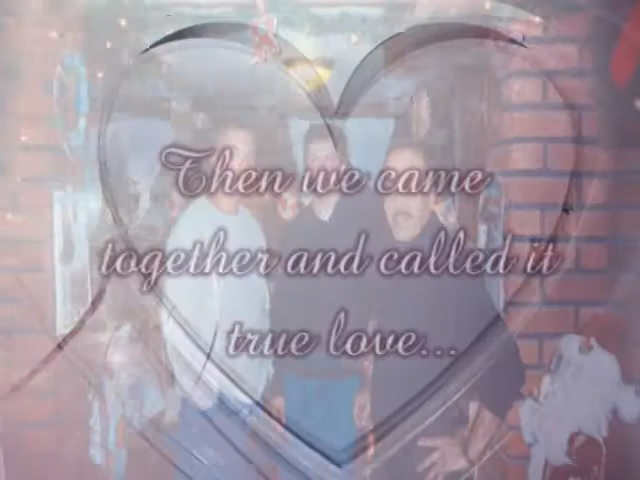 Then we came
together and called it
true love...